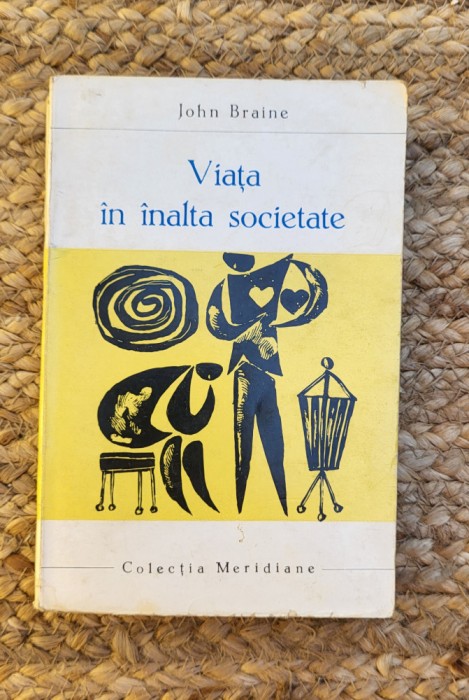 John Braine
Viața
în înalta societate
Colecția Meridiane